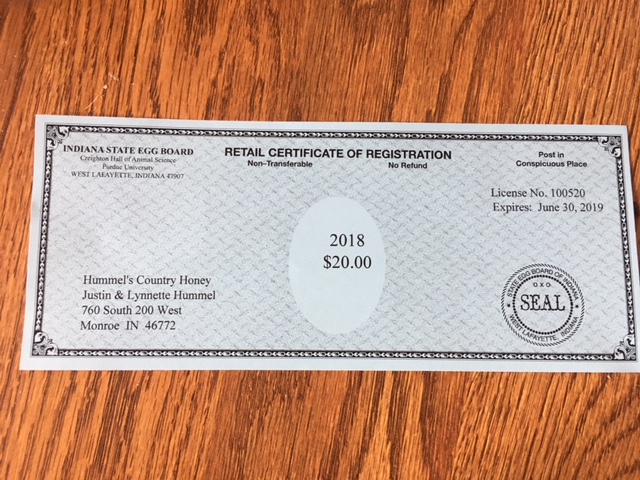 INDIANA STATE EGG BOARD
Creighton Hall of Animal Science
Purdue University
WEST LAFAYETTE, INDIANA 47907
RETAIL CERTIFICATE OF REGISTRATION
Non-Transferable No Refund
Post in
Conspicuous Place
License No. 100520
Expires: June 30, 2019
2018
$20.00
Hummel's Country Honey
Justin & Lynnette Hummel
760 South 200 West
Monroe IN 46772
STATE EGG BOARD OF INDIANA
O X O
SEAL
WEST LAFAYETTE, INDIANA